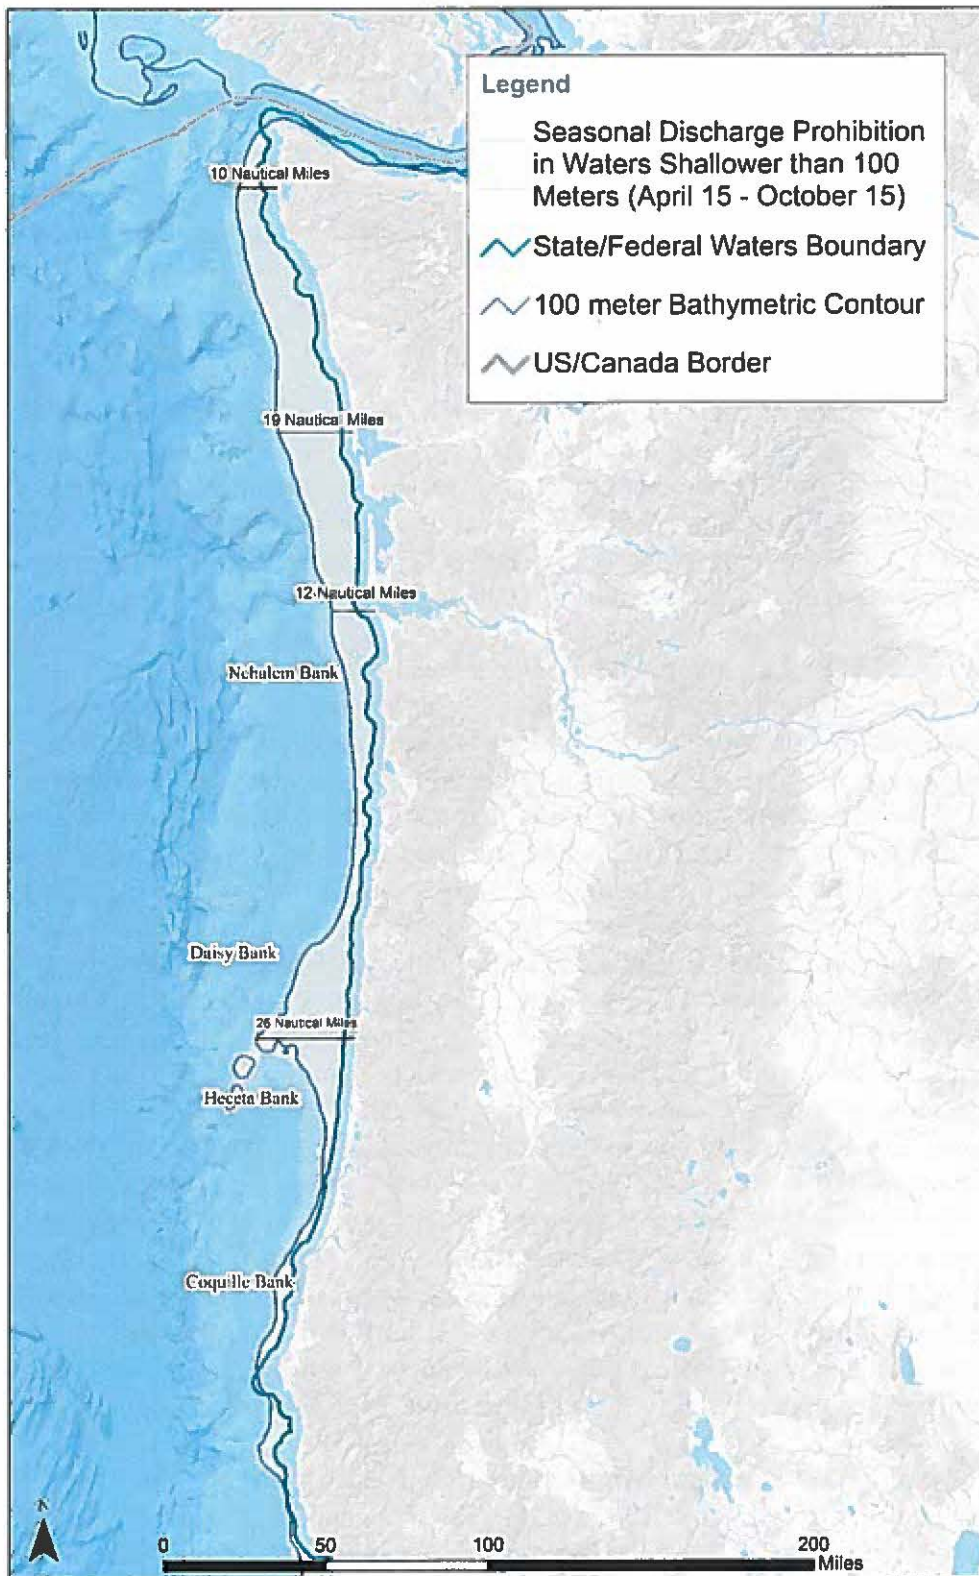 Legend
Seasonal Discharge Prohibition
in Waters Shallower than 100
Meters (April 15 - October 15)
State/Federal Waters Boundary
100 meter Bathymetric Contour
US/Canada Border
10 Nautical Miles
19 Nautical Miles
12 Nautical Miles
Nehalem Bank
Daisy Bank
26 Nautical Miles
Heceta Bank
Coquille Bank
N
0 50 100 200
Miles